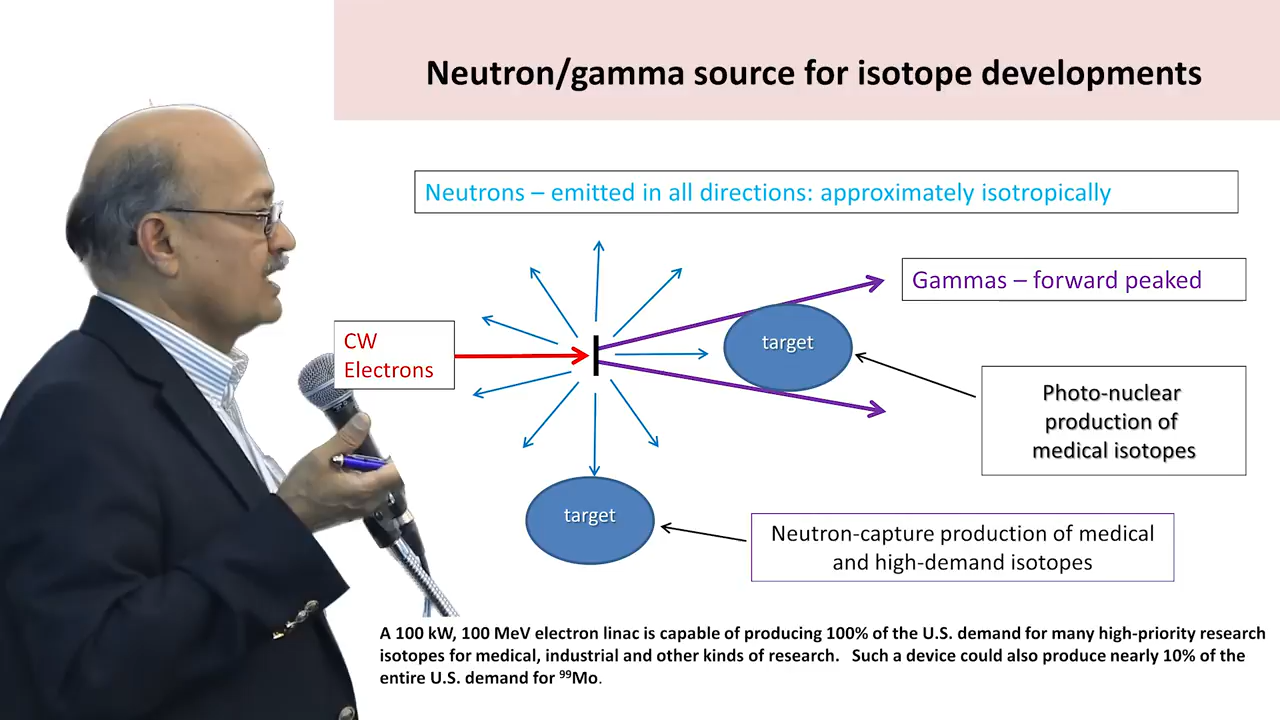 Neutron/gamma source for isotope developments
Neutrons – emitted in all directions: approximately isotropically
Gammas – forward peaked
CW
Electrons
target
Photo-nuclear
production of
medical isotopes
target
Neutron-capture production of medical
and high-demand isotopes
A 100 kW, 100 MeV electron linac is capable of producing 100% of the U.S. demand for many high-priority research
isotopes for medical, industrial and other kinds of research. Such a device could also produce nearly 10% of the
entire U.S. demand for ⁹⁹Mo.